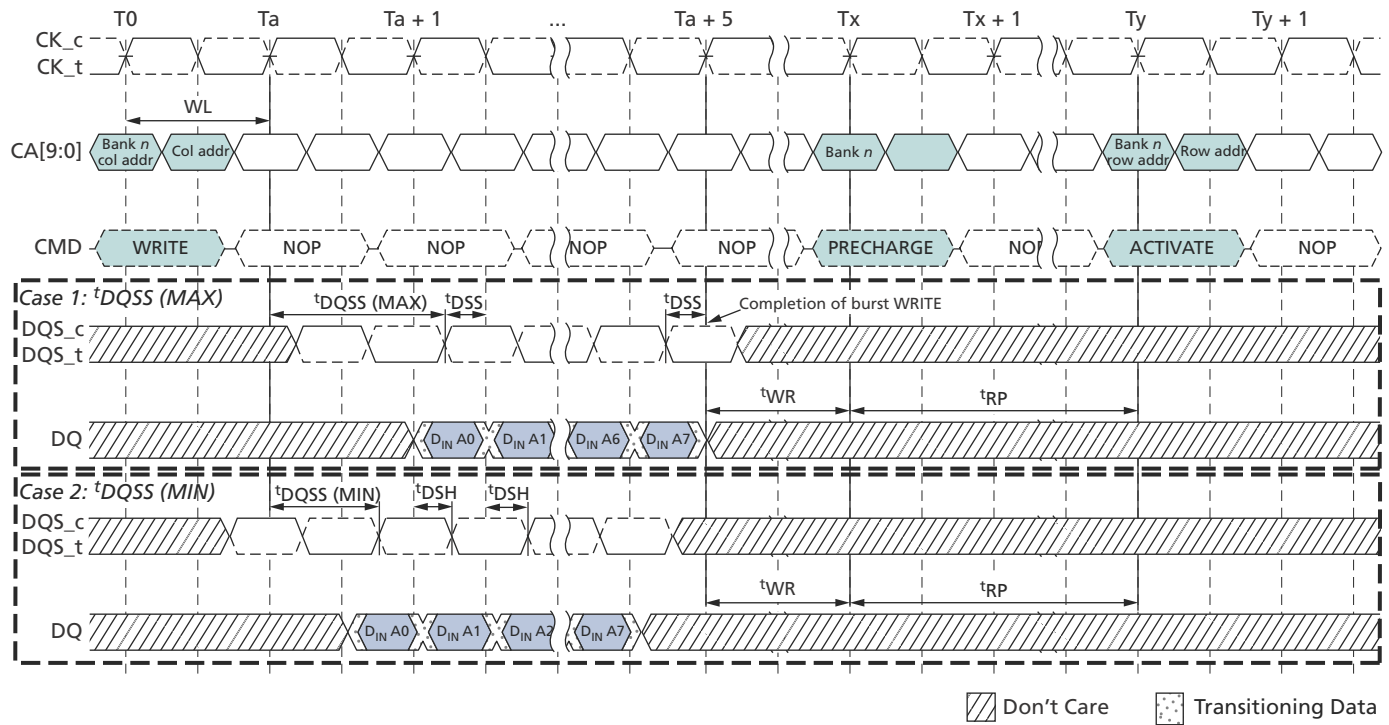 T0 Ta Ta + 1 ... Ta + 5 Tx Tx + 1 Ty Ty + 1
CK_c
CK_t
WL
CA[9:0] Bank n col addr Col addr Bank n Bank n row addr Row addr
CMD WRITE NOP NOP NOP NOP PRECHARGE NOP ACTIVATE NOP
Case 1: tDQSS (MAX)
tDQSS (MAX) tDSS tDSS Completion of burst WRITE
DQS_c
DQS_t
tWR tRP
DQ DIN A0 DIN A1 DIN A6 DIN A7
Case 2: tDQSS (MIN)
tDQSS (MIN) tDSH tDSH
DQS_c
DQS_t
tWR tRP
DQ DIN A0 DIN A1 DIN A2 DIN A7
Don't Care Transitioning Data